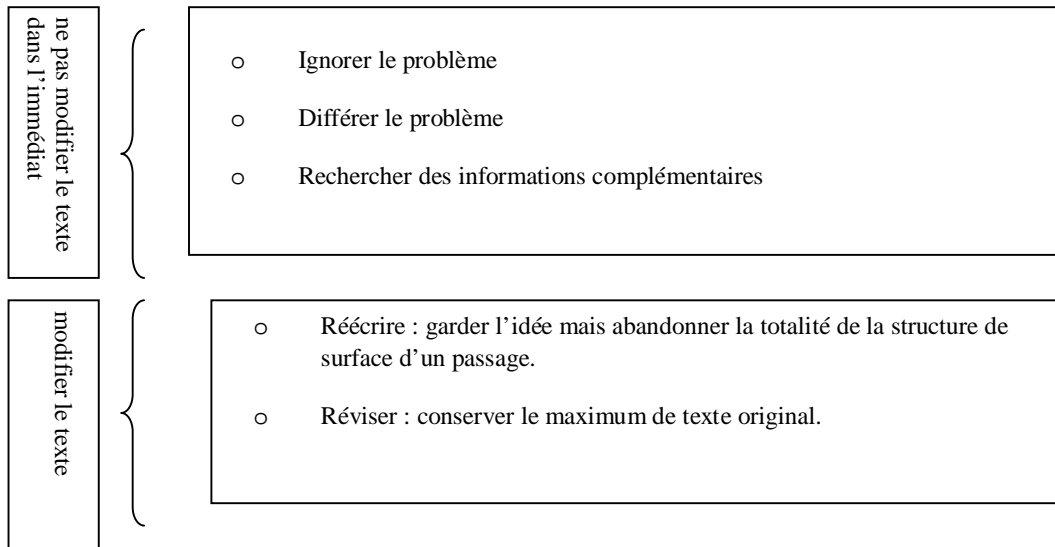 ne pas modifier le texte
dans l'immédiat
o Ignorer le problème
o Différer le problème
o Rechercher des informations complémentaires
modifier le texte
o Réécrire : garder l'idée mais abandonner la totalité de la structure de
surface d'un passage.
o Réviser : conserver le maximum de texte original.